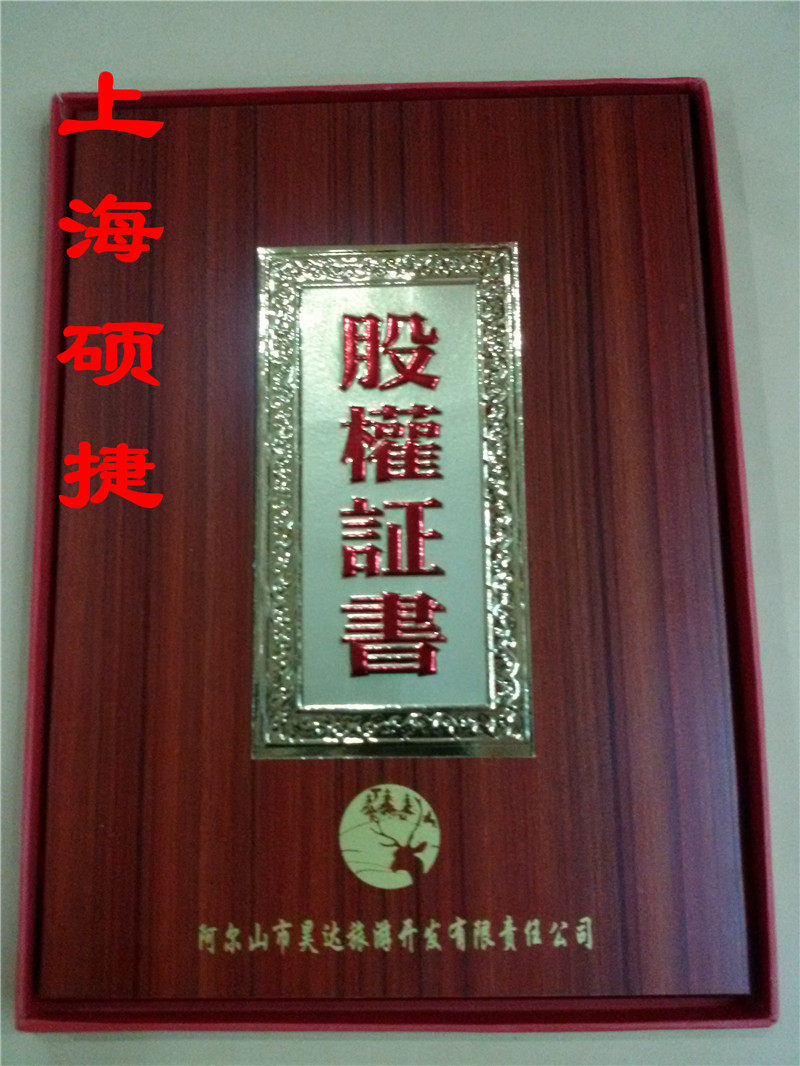 上海硕捷
股權証書
阿尔山市昊达旅游开发有限责任公司